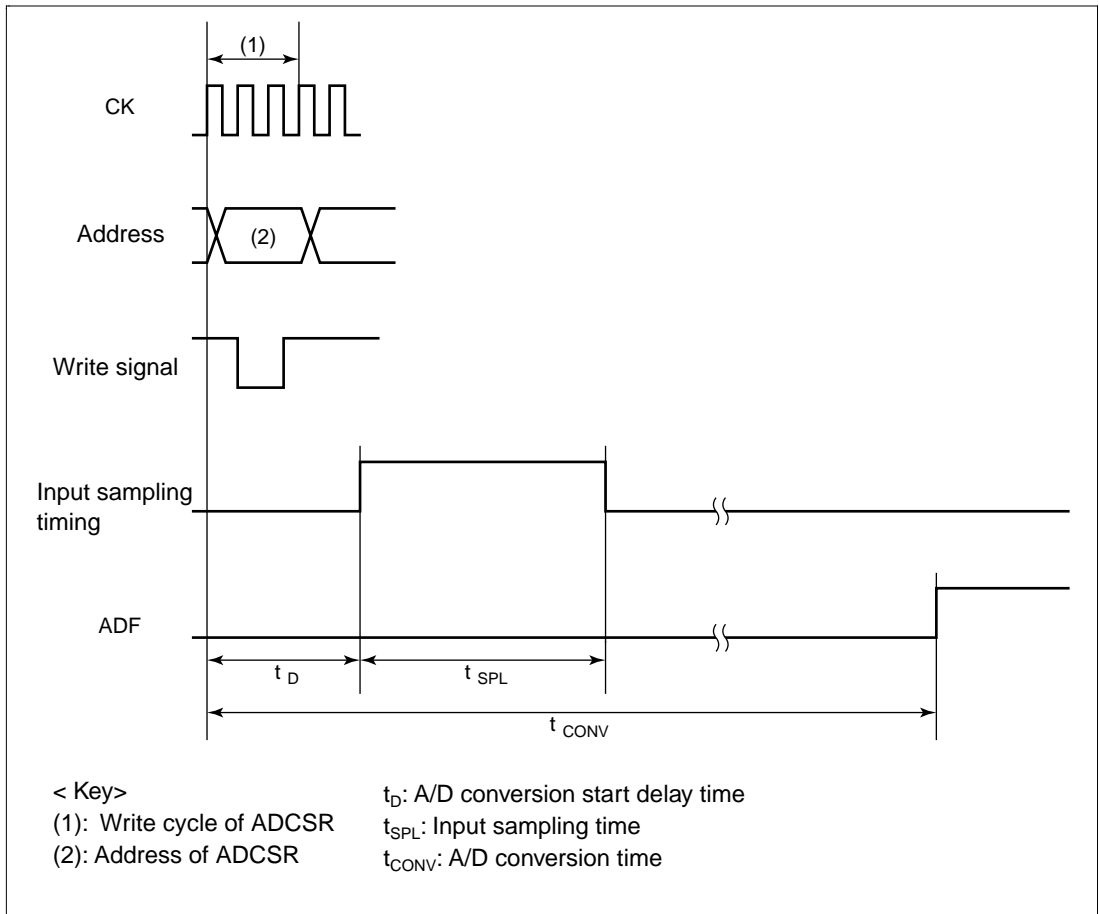 (1)
CK
Address
(2)
Write signal
Input sampling
timing
ADF
t D
t SPL
t CONV
< Key>
(1): Write cycle of ADCSR
(2): Address of ADCSR
tD: A/D conversion start delay time
tSPL: Input sampling time
tCONV: A/D conversion time